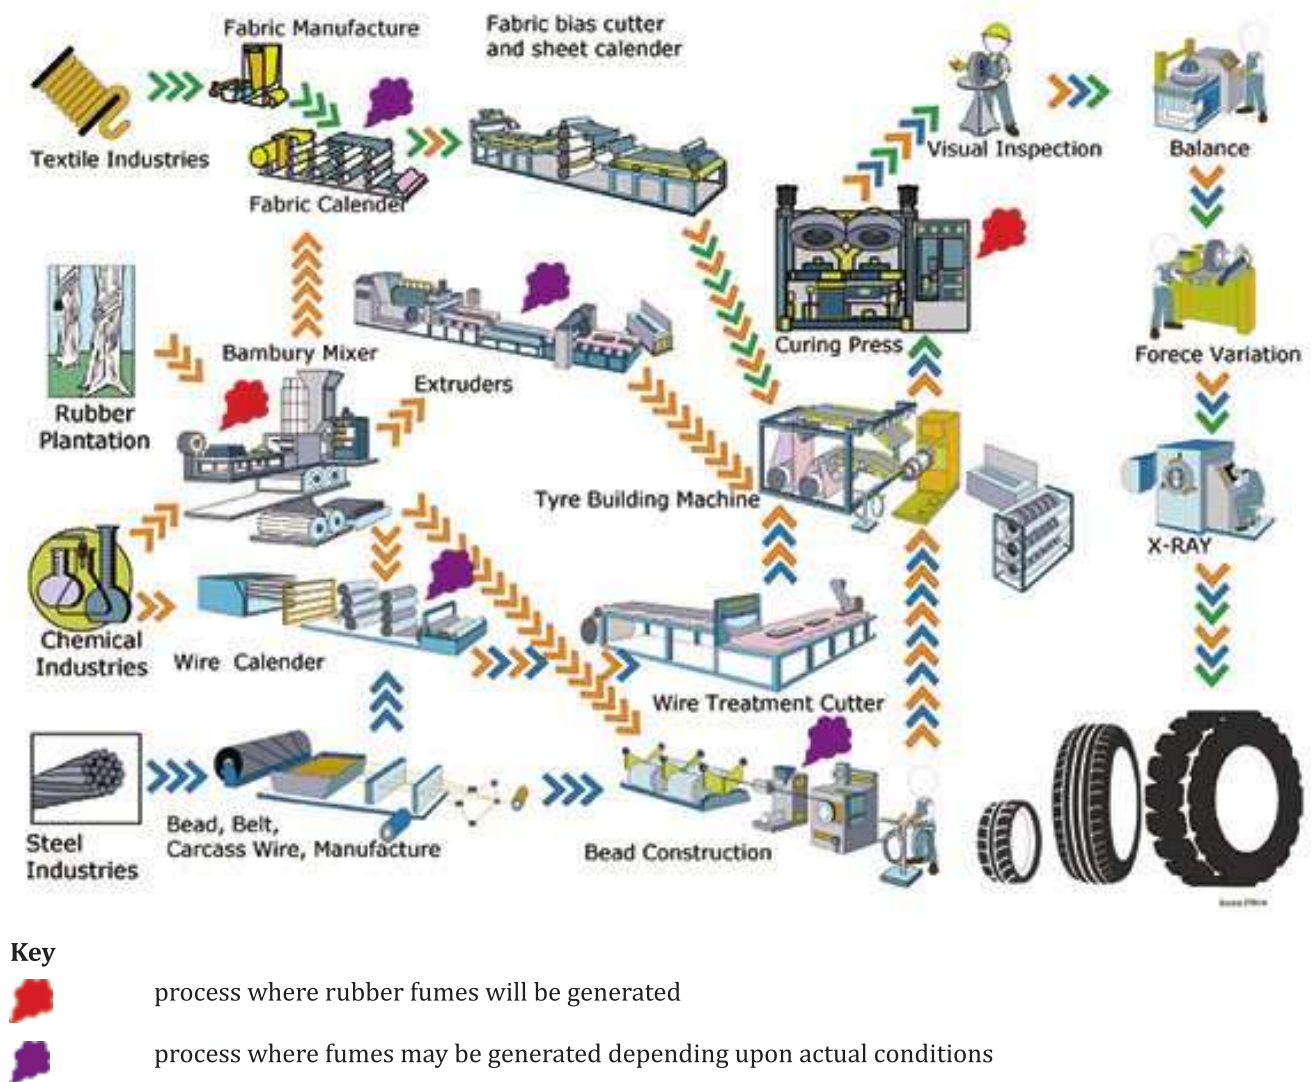 Fabric Manufacture
Fabric bias cutter
and sheet calender
Textile Industries
Fabric Calender
Visual Inspection
Balance
Rubber
Plantation
Bambury Mixer
Extruders
Curing Press
Forece Variation
Tyre Building Machine
X-RAY
Chemical
Industries
Wire Calender
Wire Treatment Cutter
Steel
Industries
Bead, Belt,
Carcass Wire, Manufacture
Bead Construction
Key
process where rubber fumes will be generated
process where fumes may be generated depending upon actual conditions